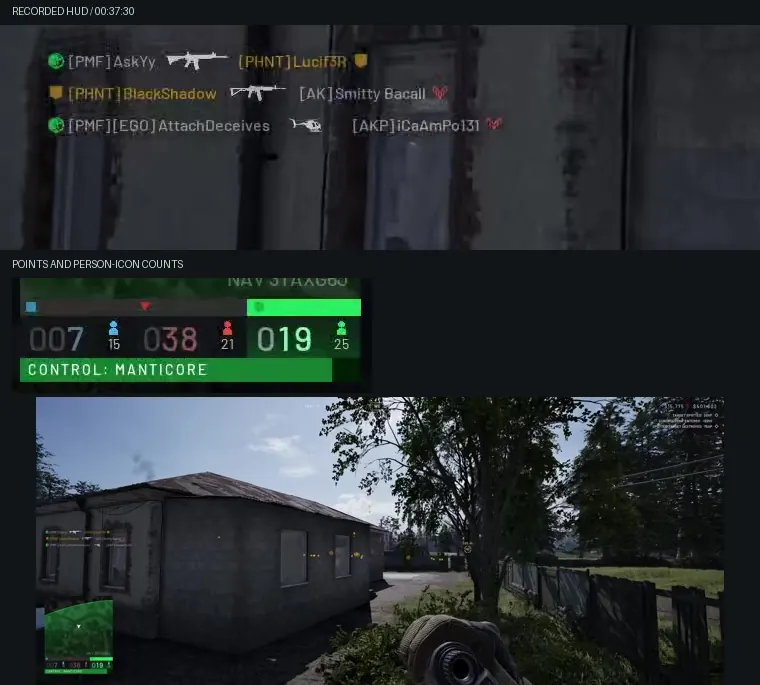 RECORDED HUD / 00:37:30
[PMF] AskYy [PHNT] Lucif3R
[PHNT] BlackShadow [AK] Smitty Bacall
[PMF] [EGO] AttachDeceives [AKP] iCaAmPo131
POINTS AND PERSON-ICON COUNTS
007 15 038 21 019 25
CONTROL: MANTICORE